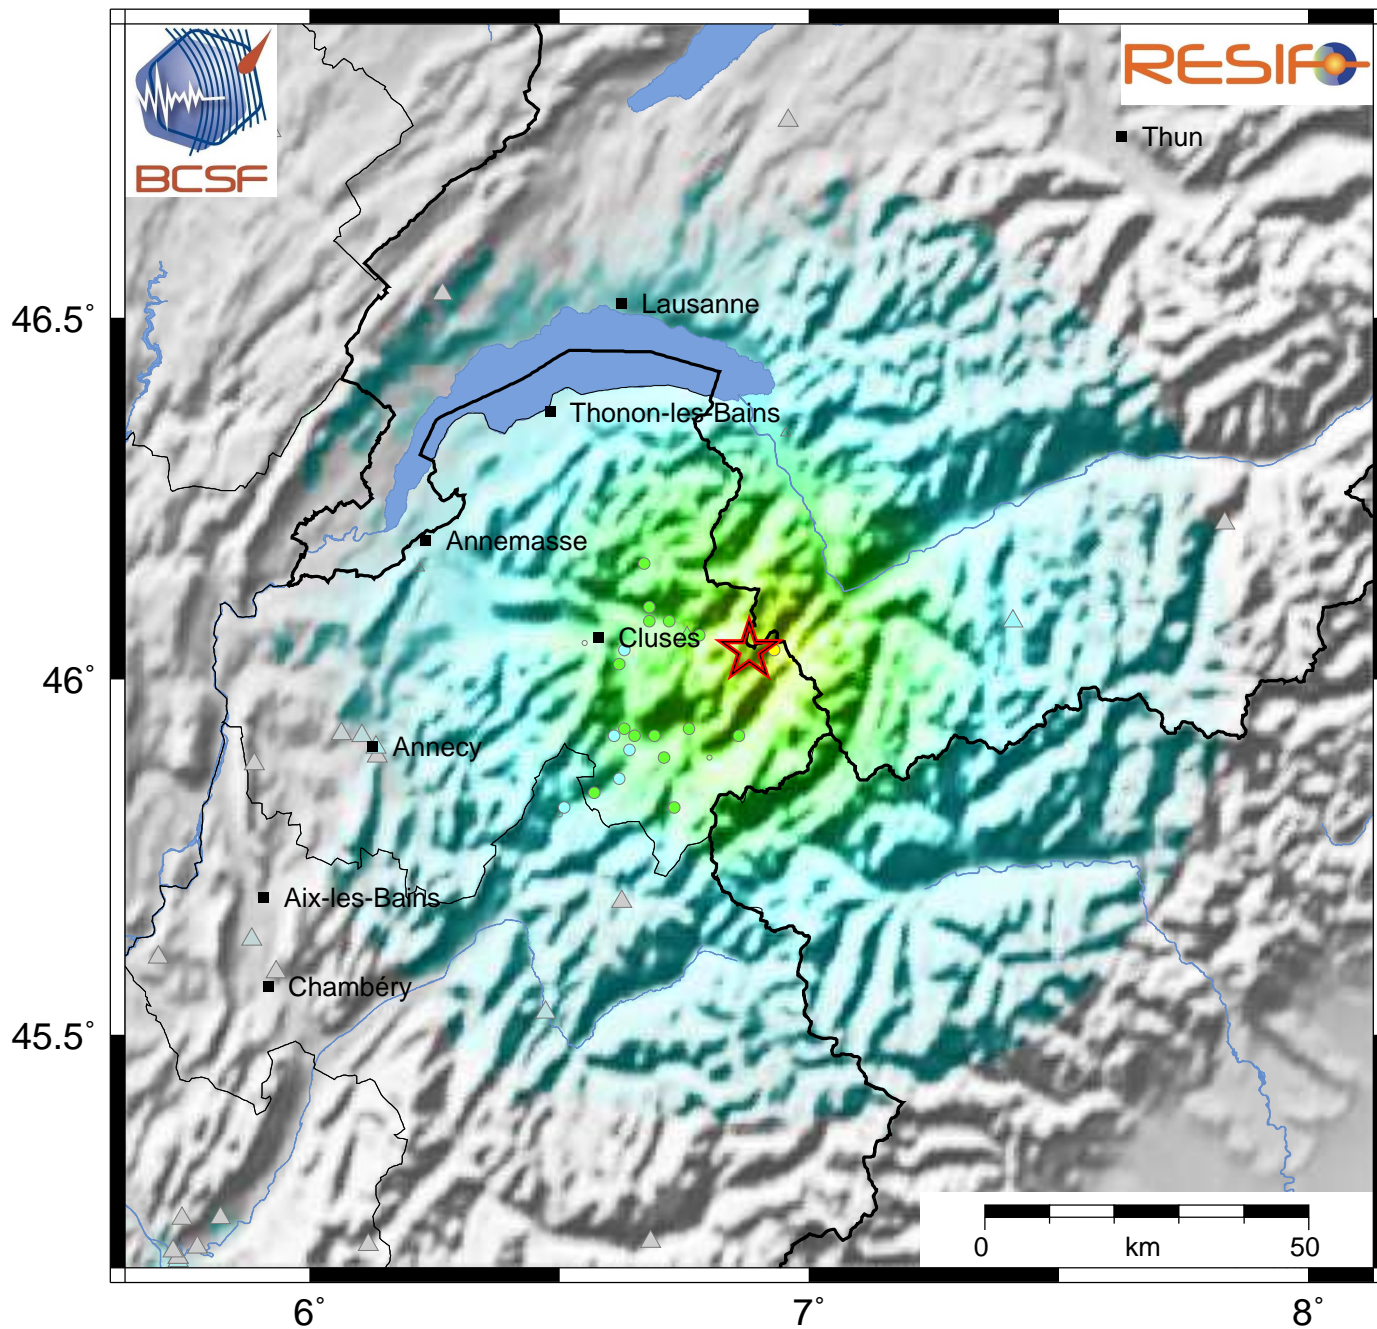 BCSF
RESIF
Thun
Lausanne
46.5°
Thonon-les-Bains
Annemasse
Cluses
46°
Annecy
Aix-les-Bains
Chambéry
45.5°
0 km 50
6° 7° 8°